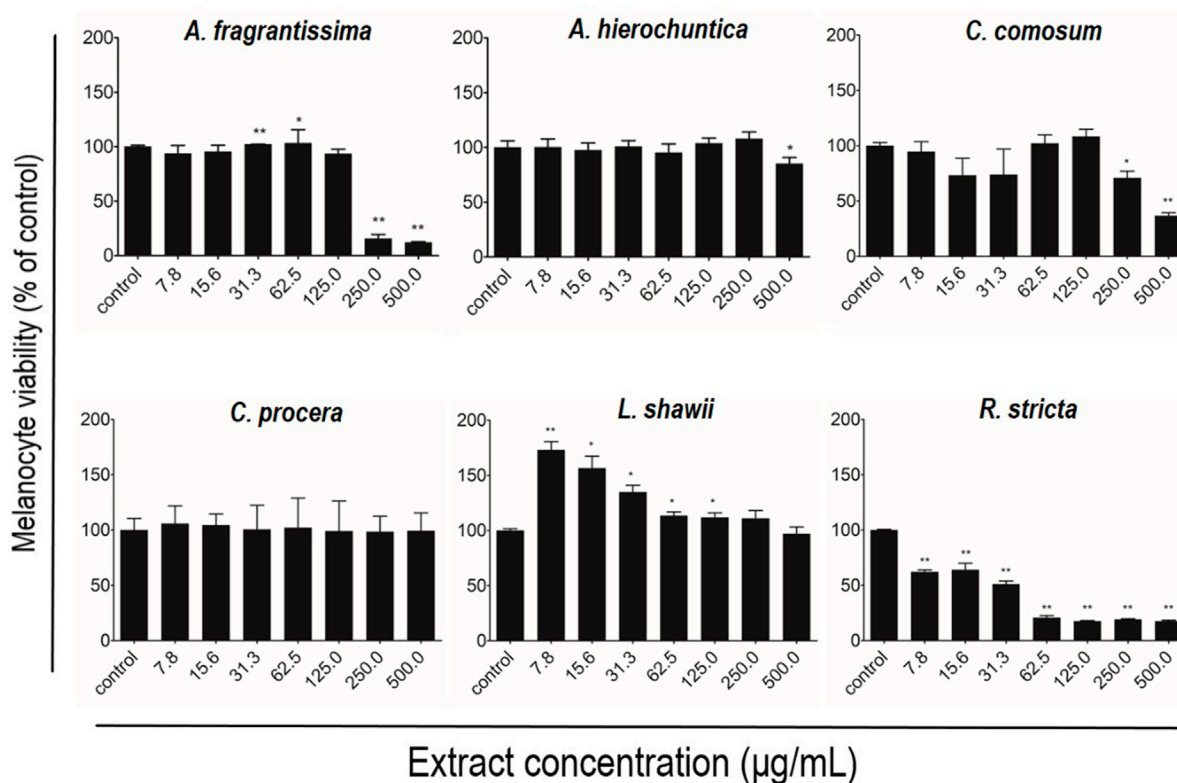 Melanocyte viability (% of control)
A. fragrantissima
200
150
100
50
0
** * ** **
control 7.8 15.6 31.3 62.5 125.0 250.0 500.0
A. hierochuntica
200
150
100
50
0
*
control 7.8 15.6 31.3 62.5 125.0 250.0 500.0
C. comosum
200
150
100
50
0
* **
control 7.8 15.6 31.3 62.5 125.0 250.0 500.0
C. procera
200
150
100
50
0
control 7.8 15.6 31.3 62.5 125.0 250.0 500.0
L. shawii
200
150
100
50
0
** * * * *
control 7.8 15.6 31.3 62.5 125.0 250.0 500.0
R. stricta
200
150
100
50
0
** ** ** ** ** ** **
control 7.8 15.6 31.3 62.5 125.0 250.0 500.0
Extract concentration (µg/mL)